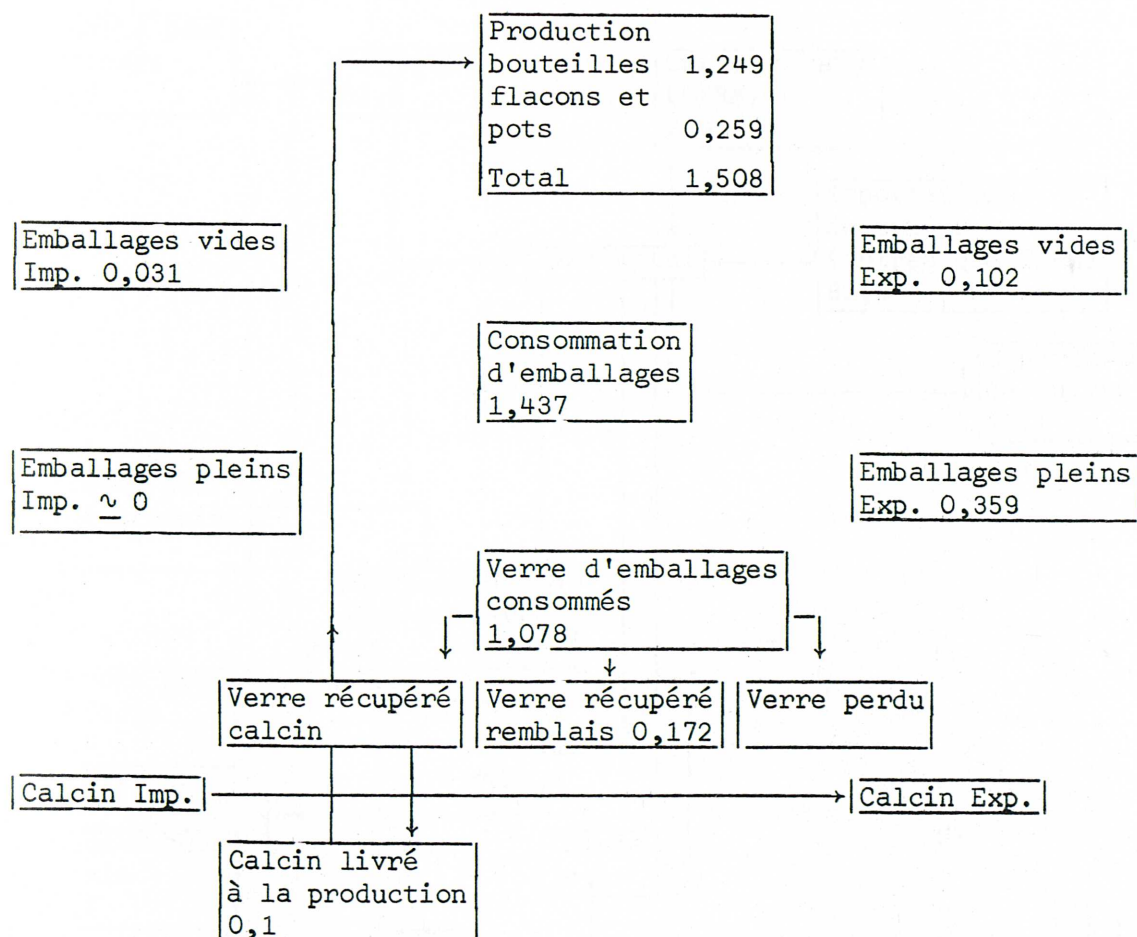 Production
bouteilles 1,249
flacons et
pots 0,259
Total 1,508
Emballages vides
Imp. 0,031
Emballages vides
Exp. 0,102
Consommation
d'emballages
1,437
Emballages pleins
Imp. ~ 0
Emballages pleins
Exp. 0,359
Verre d'emballages
consommés
1,078
Verre récupéré
calcin
Verre récupéré
remblais 0,172
Verre perdu
Calcin Imp.
Calcin Exp.
Calcin livré
à la production
0,1